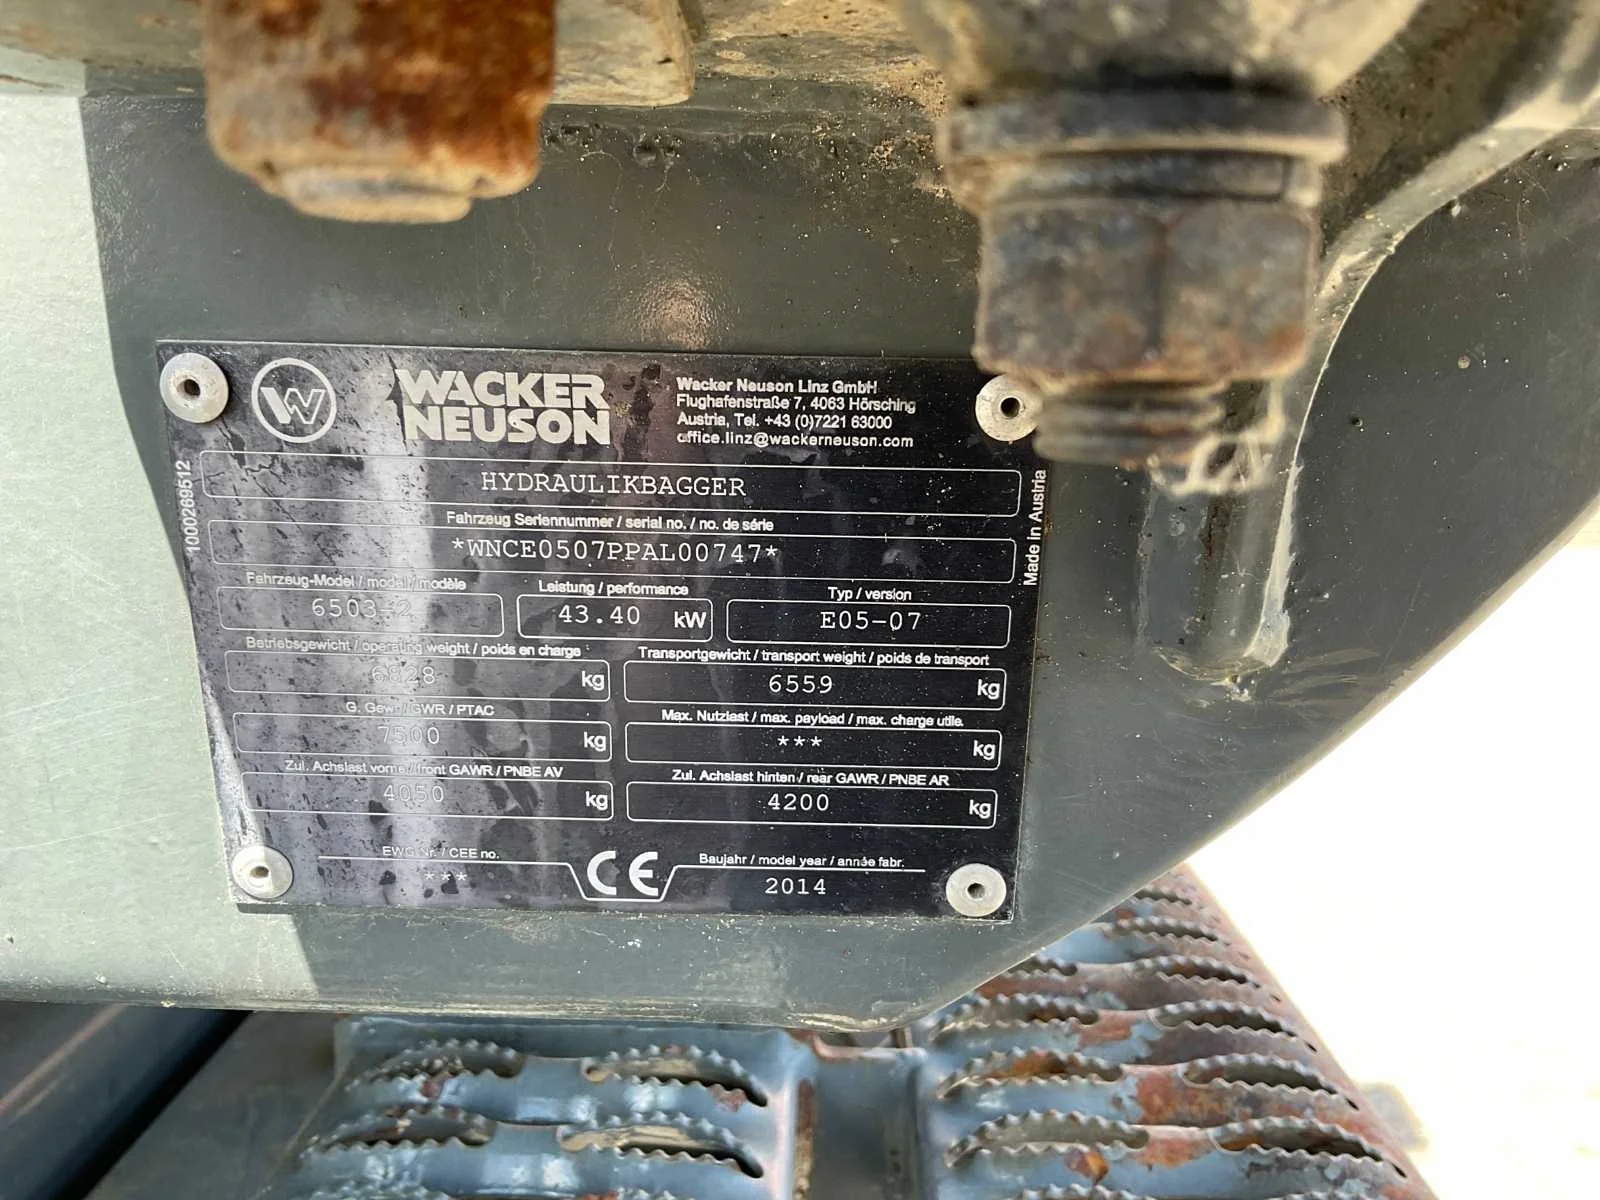 W
WACKER
NEUSON
Wacker Neuson Linz GmbH
Flughafenstraße 7, 4063 Hörsching
Austria, Tel. +43 (0)7221 63000
office.linz@wackerneuson.com
1000269512
HYDRAULIKBAGGER
Made in Austria
Fahrzeug Seriennummer / serial no. / no. de série
*WNCE0507PPAL00747*
Fahrzeug-Model / model / modèle
6503-2
Leistung / performance
43.40 kW
Typ / version
E05-07
Betriebsgewicht / operating weight / poids en charge
6828 kg
Transportgewicht / transport weight / poids de transport
6559 kg
G. Gew. / GWR / PTAC
7500 kg
Max. Nutzlast / max. payload / max. charge utile.
*** kg
Zul. Achslast vorne / front GAWR / PNBE AV
4050 kg
Zul. Achslast hinten / rear GAWR / PNBE AR
4200 kg
EWG Nr. / CEE no.
***
CE
Baujahr / model year / année fabr.
2014